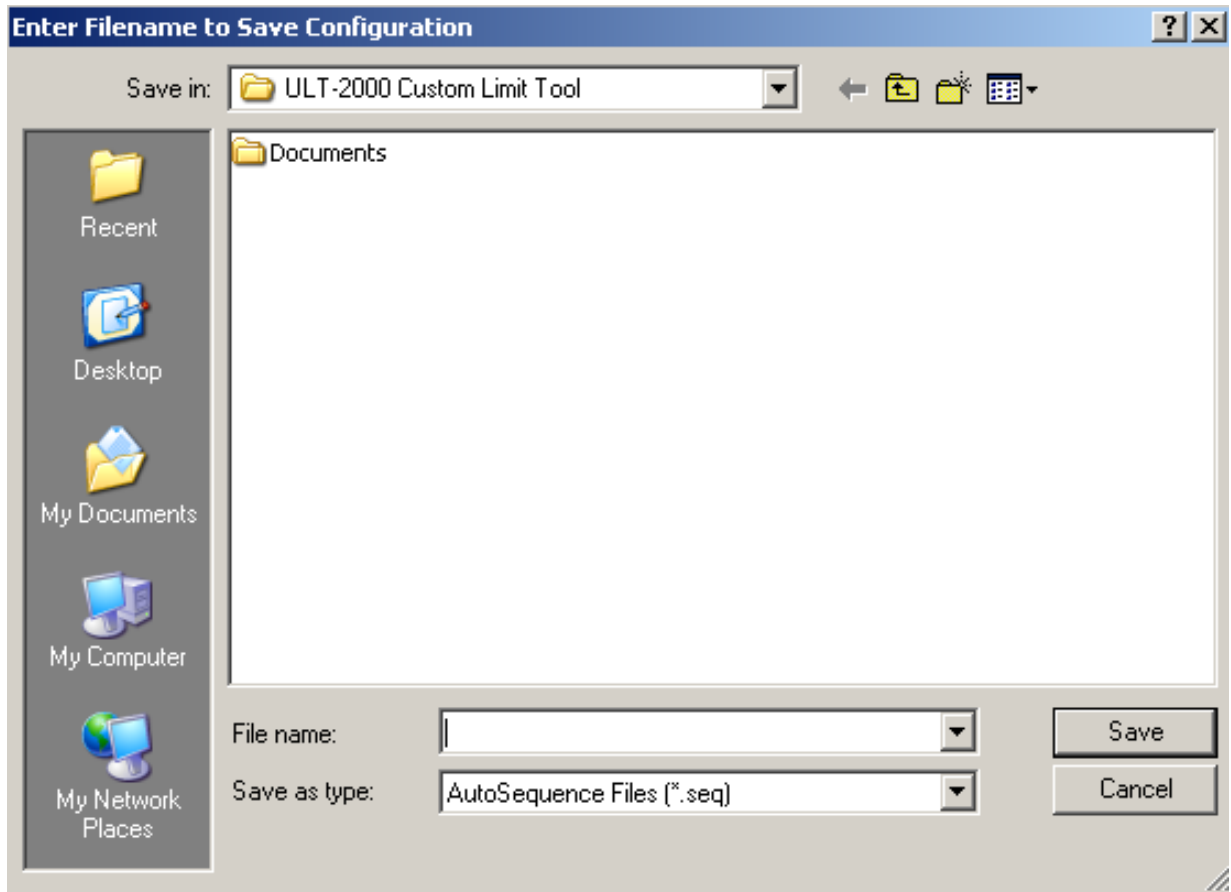 Enter Filename to Save Configuration
Save in: ULT-2000 Custom Limit Tool
Documents
Recent
Desktop
My Documents
My Computer
My Network
Places
File name:
Save
Save as type: AutoSequence Files (*.seq)
Cancel